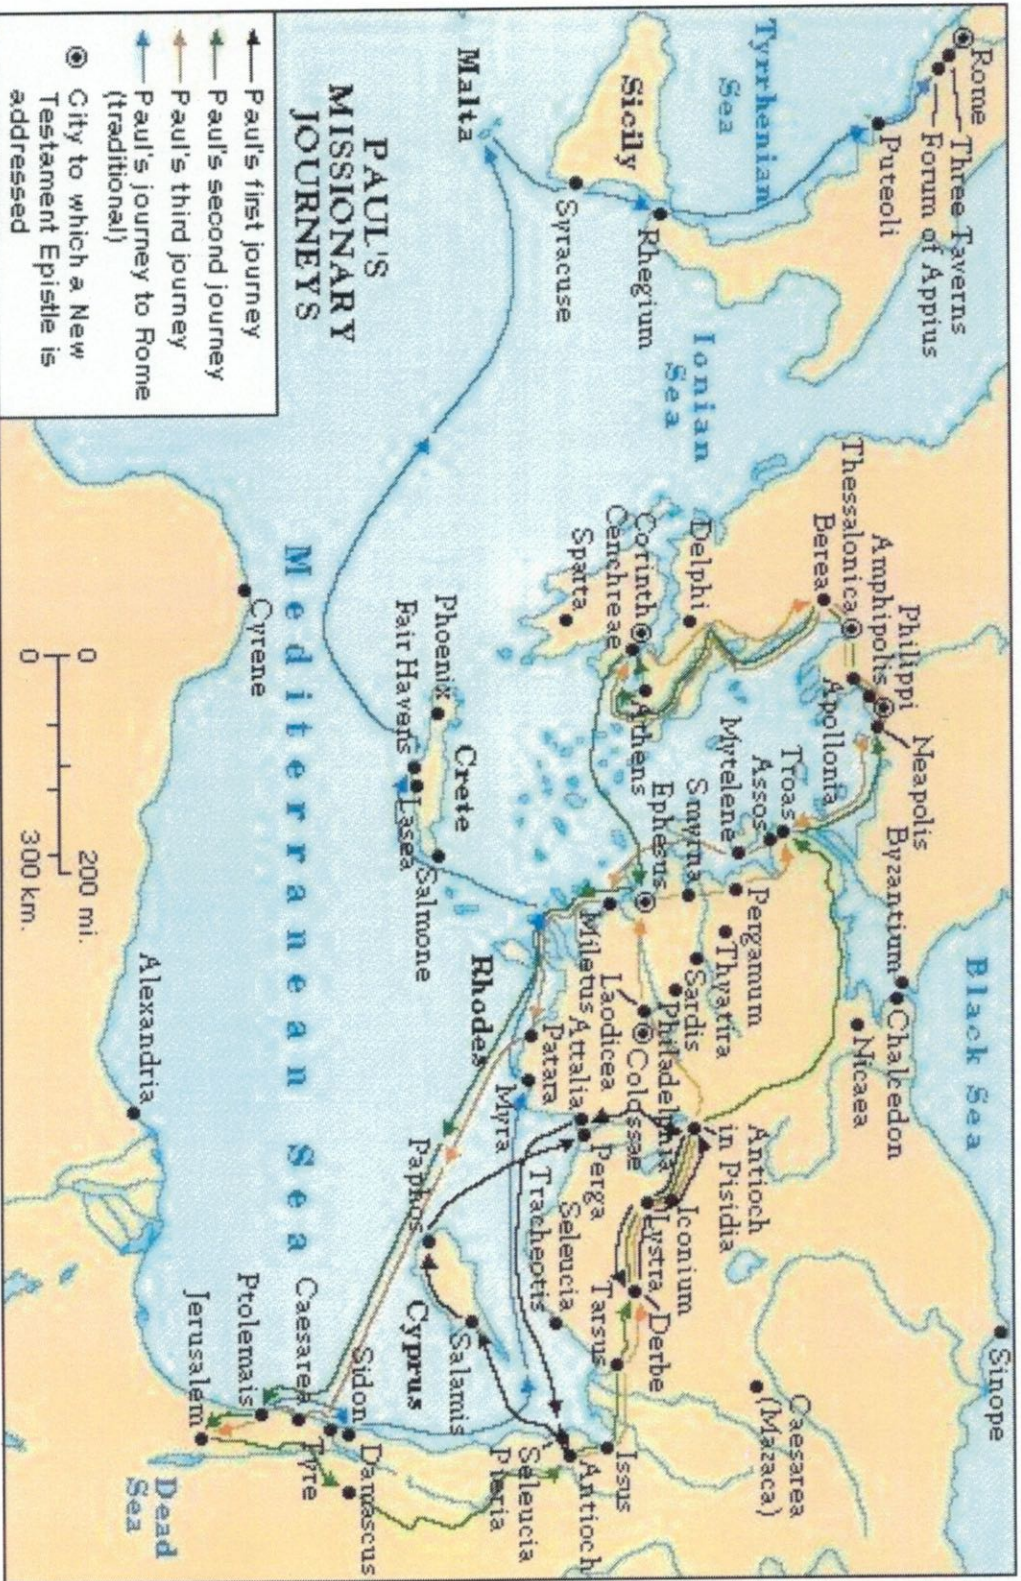 Rome
Three Taverns
Forum of Appius
Puteoli
Tyrrhenian
Sea
Sicily
Rhegium
Syracuse
Malta
Ionian
Sea
Black Sea
Sinope
Byzantium
Chalcedon
Nicaea
Neapolis
Philippi
Amphipolis
Thessalonica
Berea
Apollonia
Delphi
Corinth
Cenchreae
Sparta
Athens
Troas
Assos
Mytelene
Smyrna
Ephesus
Pergamum
Thyatira
Sardis
Philadelphia
Colossae
Laodicea
Miletus
Attalia
Patara
Myra
Perga
Antioch
in Pisidia
Iconium
Lystra
Derbe
Tarsus
Seleucia
Tracheotis
Caesarea
(Mazaca)
Issus
Antioch
Seleucia
Pieria
Rhodes
Crete
Phoenix
Fair Havens
Lasea
Salmone
Paphos
Cyprus
Salamis
Sidon
Damascus
Tyre
Caesarea
Ptolemais
Jerusalem
Dead
Sea
Alexandria
Cyrene
Mediterranean Sea
PAUL'S
MISSIONARY
JOURNEYS
Paul's first journey
Paul's second journey
Paul's third journey
Paul's journey to Rome
(traditional)
City to which a New
Testament Epistle is
addressed
0 200 mi.
0 300 km.